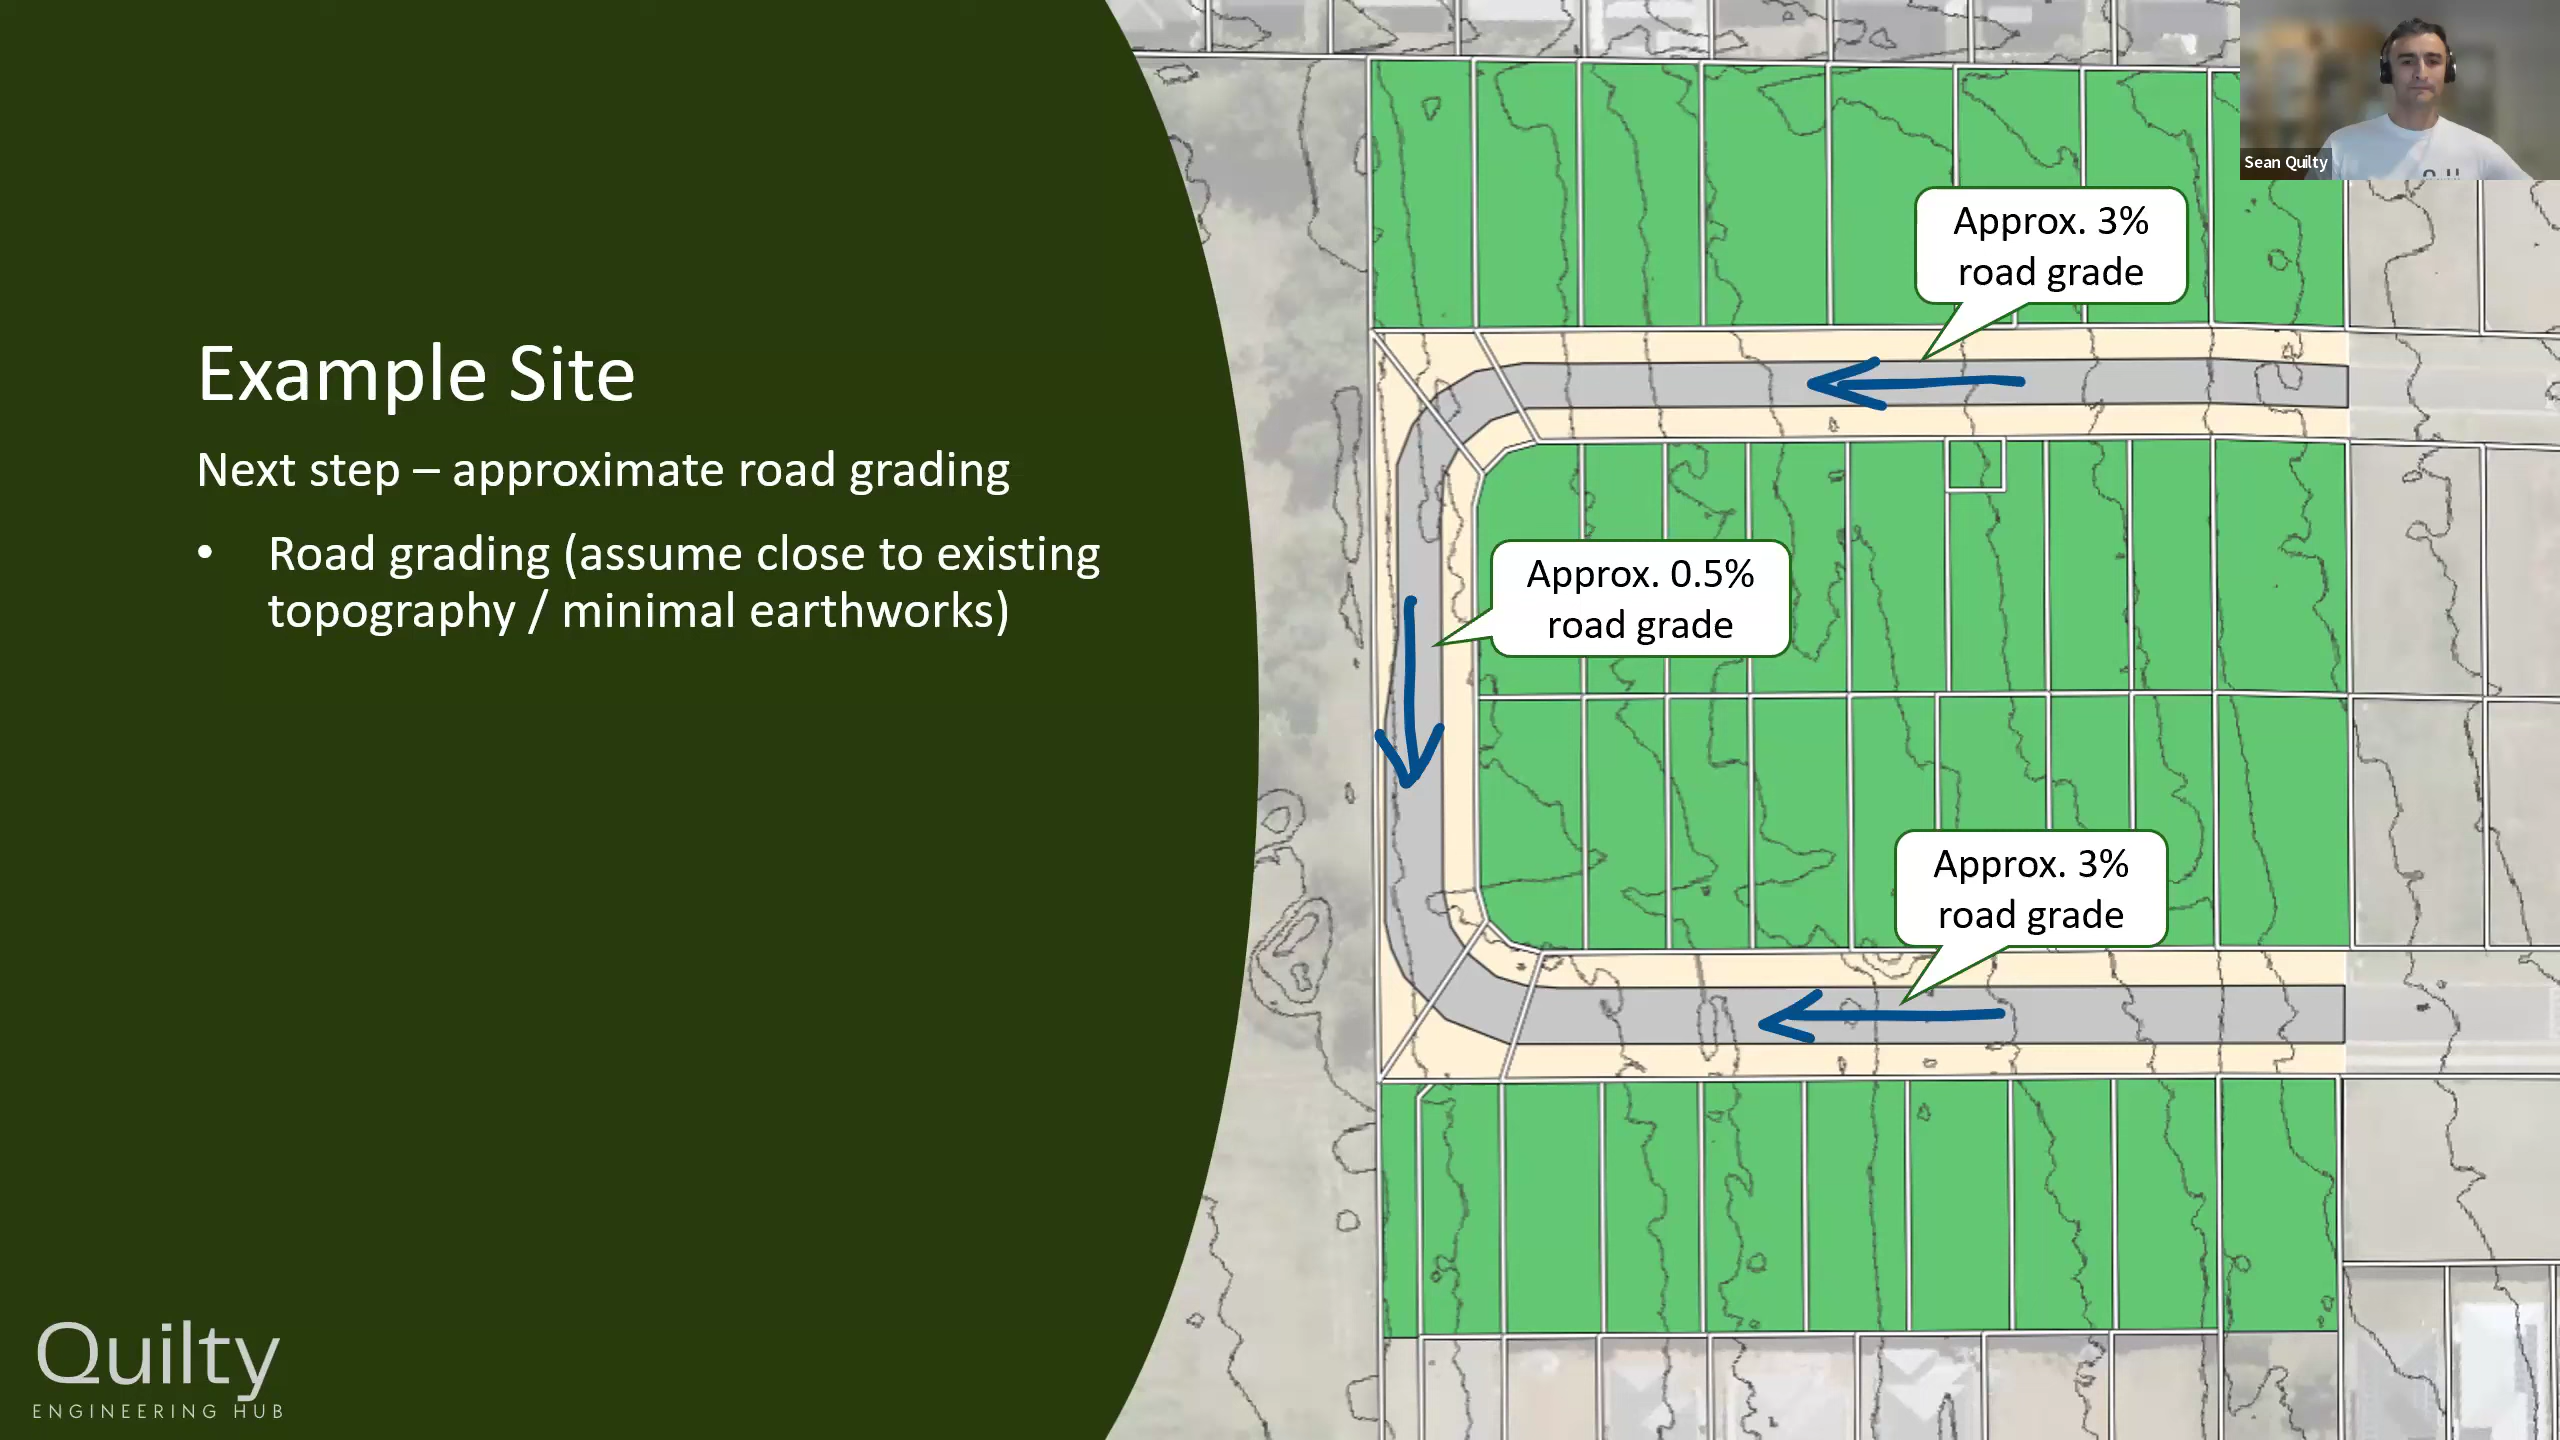 Example Site
Next step – approximate road grading
• Road grading (assume close to existing
topography / minimal earthworks)
Approx. 3%
road grade
Approx. 0.5%
road grade
Approx. 3%
road grade
Sean Quilty
Quilty
ENGINEERING HUB